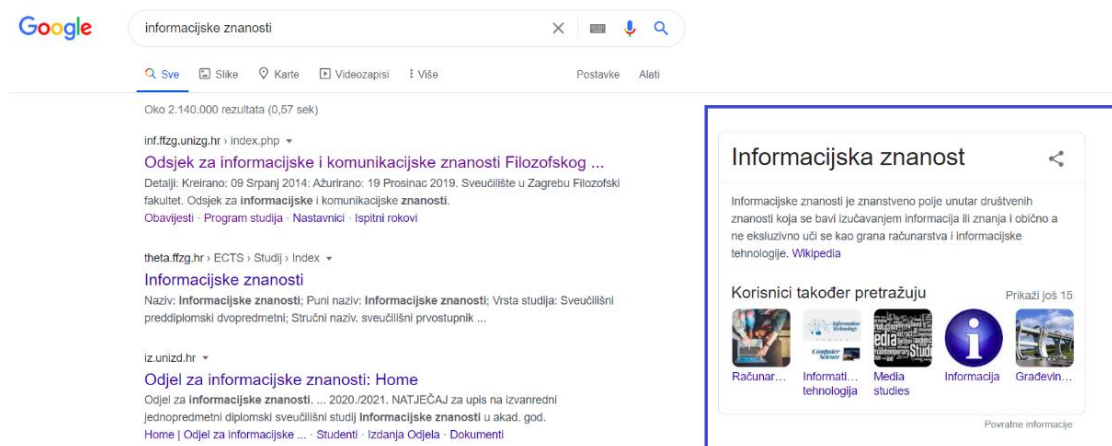 Google
informacijske znanosti
Sve Slike Karte Videozapisi Više Postavke Alati
Oko 2.140.000 rezultata (0,57 sek)
inf.ffzg.unizg.hr › index.php
Odsjek za informacijske i komunikacijske znanosti Filozofskog ...
Detalji: Kreirano: 09 Srpanj 2014: Ažurirano: 19 Prosinac 2019. Sveučilište u Zagrebu Filozofski
fakultet. Odsjek za informacijske i komunikacijske znanosti.
Obavijesti · Program studija · Nastavnici · Ispitni rokovi
theta.ffzg.hr › ECTS › Studij › Index
Informacijske znanosti
Naziv: Informacijske znanosti; Puni naziv: Informacijske znanosti; Vrsta studija: Sveučilišni
preddiplomski dvopredmetni; Stručni naziv, sveučilišni prvostupnik ...
iz.unizd.hr
Odjel za informacijske znanosti: Home
Odjel za informacijske znanosti. ... 2020./2021. NATJEČAJ za upis na izvanredni
jednopredmetni diplomski sveučilišni studij Informacijske znanosti u akad. god.
Home | Odjel za informacijske ... · Studenti · Izdanja Odjela · Dokumenti
Informacijska znanost
Informacijske znanosti je znanstveno polje unutar društvenih
znanosti koja se bavi izučavanjem informacija ili znanja i obično a
ne ekskluzivno uči se kao grana računarstva i informacijske
tehnologije. Wikipedia
Korisnici također pretražuju Prikaži još 15
Information
Technology
Computer
Science
edia
Stud
i
Računar... Informati... Media Informacija Građevin...
tehnologija studies
Povratne informacije